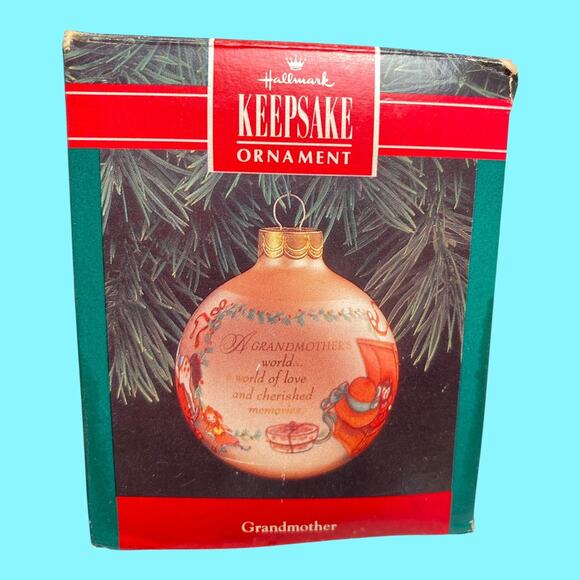 Hallmark
KEEPSAKE
ORNAMENT
A GRANDMOTHER'S
world...
a world of love
and cherished
memories.
Grandmother